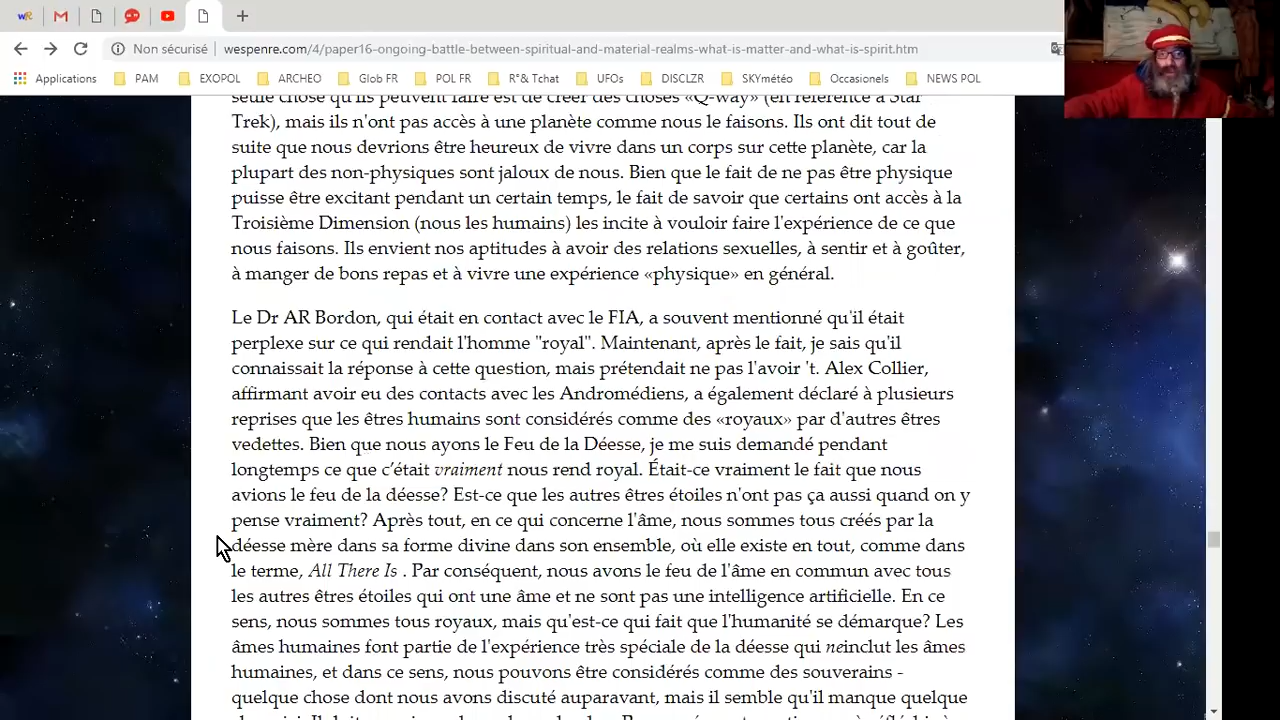 Non sécurisé
wespenre.com/4/paper16-ongoing-battle-between-spiritual-and-material-realms-what-is-matter-and-what-is-spirit.htm
Applications PAM EXOPOL ARCHEO Glob FR POL FR R°& Tchat UFOs DISCLZR SKYmétéo Occasionels NEWS POL
seule chose qu'ils peuvent faire est de créer des choses «Q-way» (en référence à Star
Trek), mais ils n'ont pas accès à une planète comme nous le faisons. Ils ont dit tout de
suite que nous devrions être heureux de vivre dans un corps sur cette planète, car la
plupart des non-physiques sont jaloux de nous. Bien que le fait de ne pas être physique
puisse être excitant pendant un certain temps, le fait de savoir que certains ont accès à la
Troisième Dimension (nous les humains) les incite à vouloir faire l'expérience de ce que
nous faisons. Ils envient nos aptitudes à avoir des relations sexuelles, à sentir et à goûter,
à manger de bons repas et à vivre une expérience «physique» en général.
Le Dr AR Bordon, qui était en contact avec le FIA, a souvent mentionné qu'il était
perplexe sur ce qui rendait l'homme "royal". Maintenant, après le fait, je sais qu'il
connaissait la réponse à cette question, mais prétendait ne pas l'avoir 't. Alex Collier,
affirmant avoir eu des contacts avec les Andromédiens, a également déclaré à plusieurs
reprises que les êtres humains sont considérés comme des «royaux» par d'autres êtres
vedettes. Bien que nous ayons le Feu de la Déesse, je me suis demandé pendant
longtemps ce que c'était vraiment nous rend royal. Était-ce vraiment le fait que nous
avions le feu de la déesse? Est-ce que les autres êtres étoiles n'ont pas ça aussi quand on y
pense vraiment? Après tout, en ce qui concerne l'âme, nous sommes tous créés par la
déesse mère dans sa forme divine dans son ensemble, où elle existe en tout, comme dans
le terme, All There Is . Par conséquent, nous avons le feu de l'âme en commun avec tous
les autres êtres étoiles qui ont une âme et ne sont pas une intelligence artificielle. En ce
sens, nous sommes tous royaux, mais qu'est-ce qui fait que l'humanité se démarque? Les
âmes humaines font partie de l'expérience très spéciale de la déesse qui neinclut les âmes
humaines, et dans ce sens, nous pouvons être considérés comme des souverains -
quelque chose dont nous avons discuté auparavant, mais il semble qu'il manque quelque